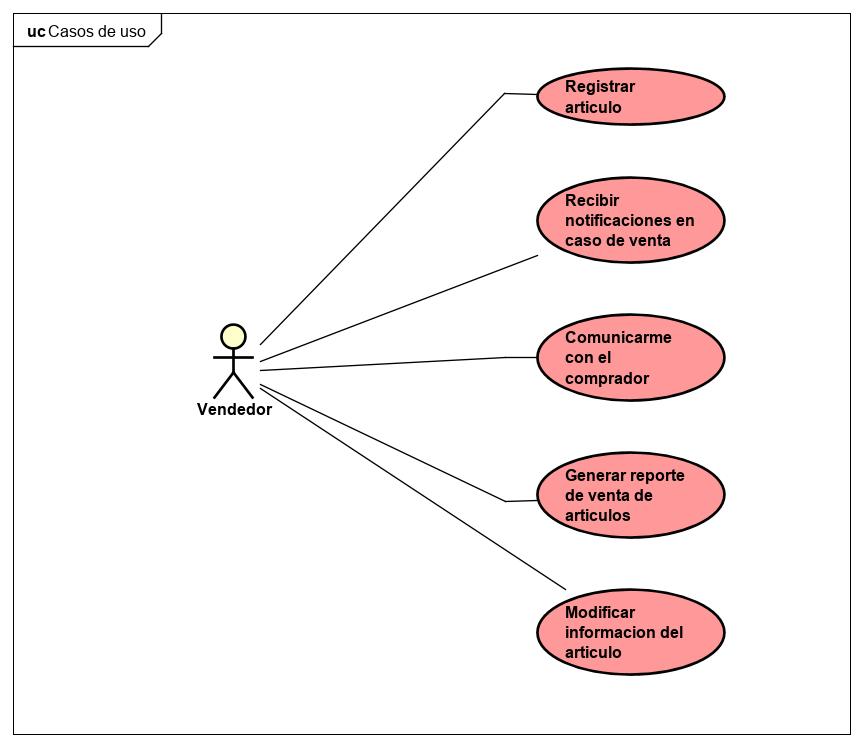 uc Casos de uso
Registrar
articulo
Recibir
notificaciones en
caso de venta
Comunicarme
con el
comprador
Vendedor
Generar reporte
de venta de
articulos
Modificar
informacion del
articulo